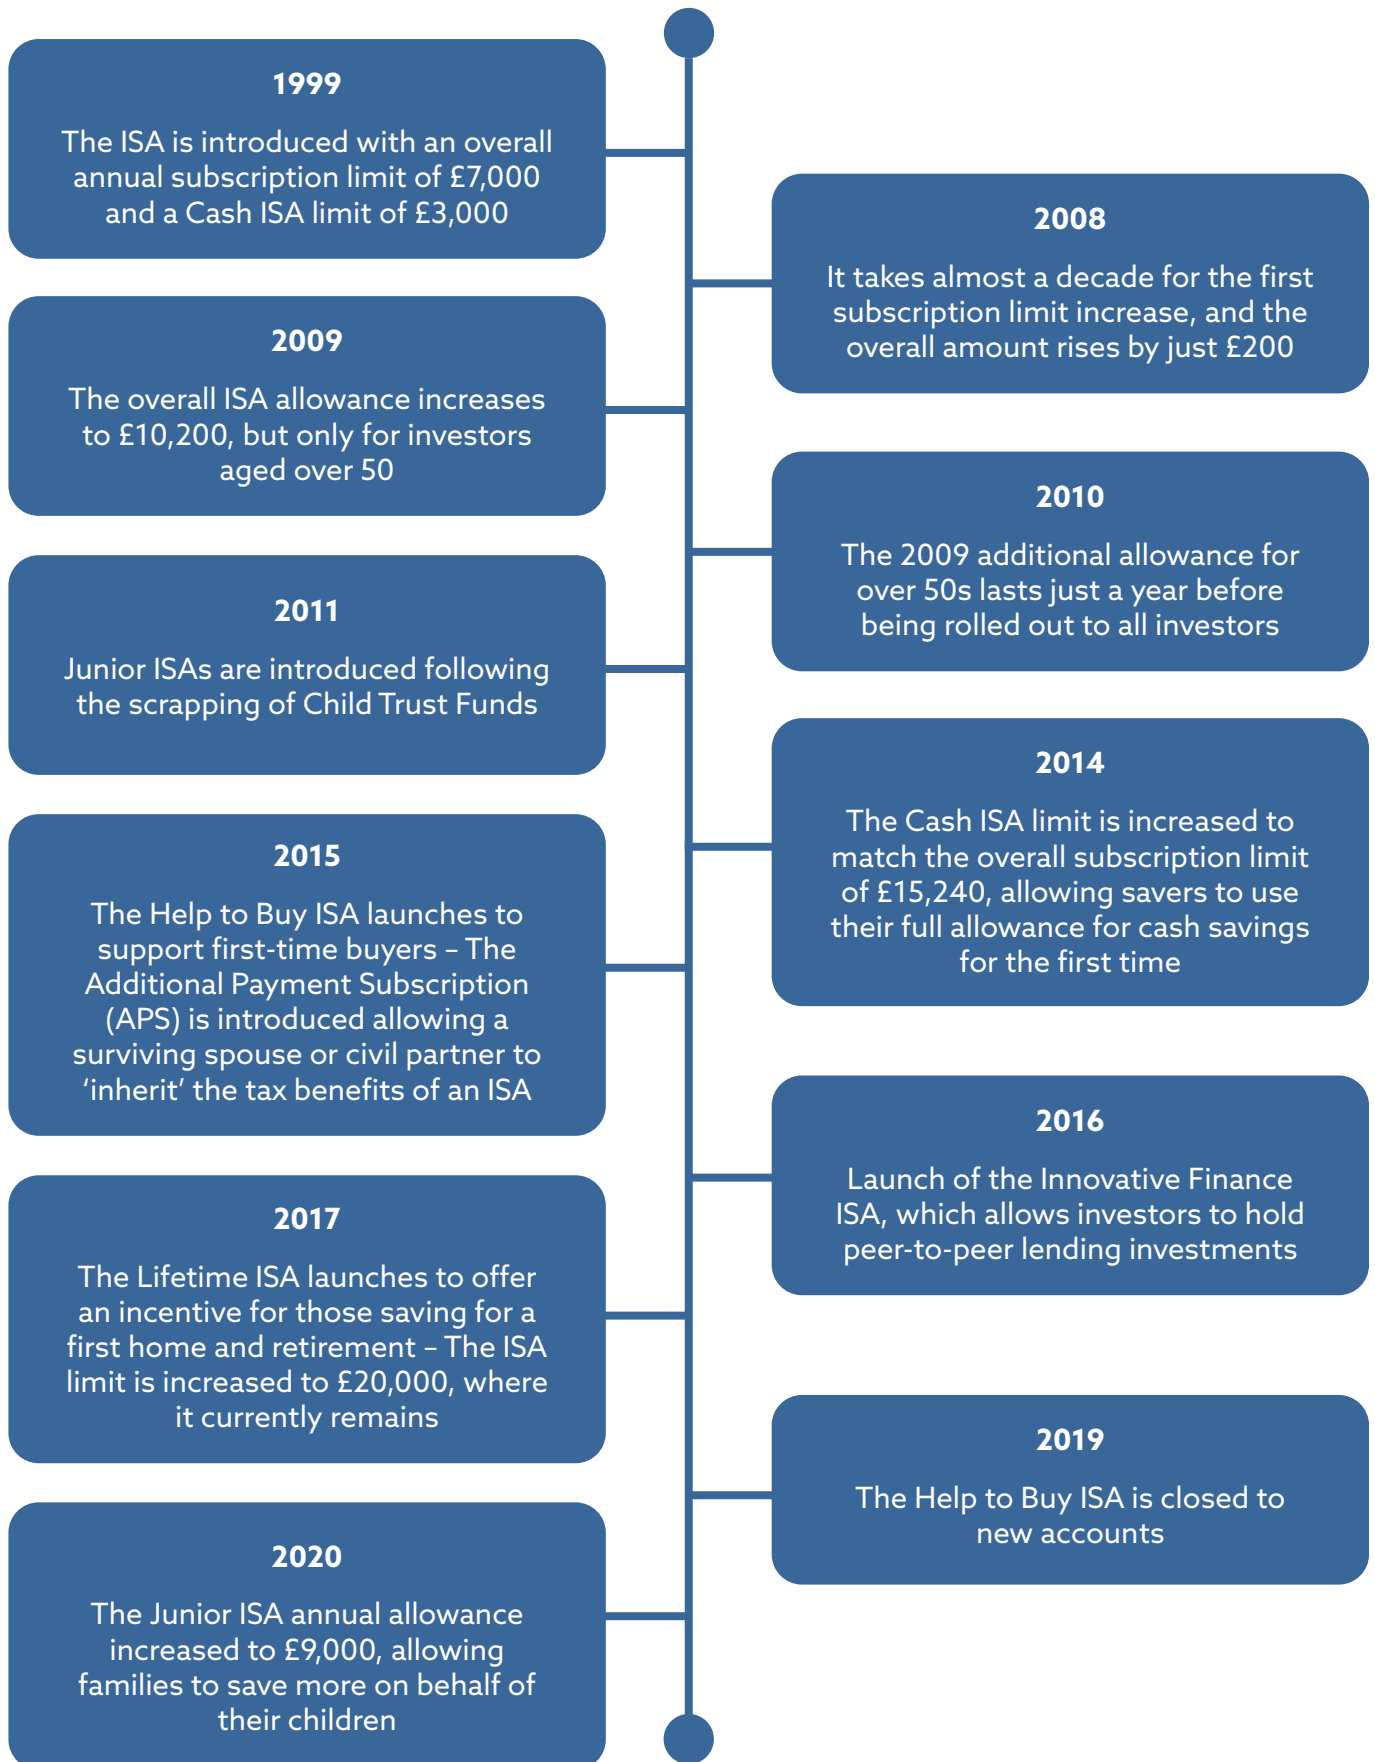 1999
The ISA is introduced with an overall
annual subscription limit of £7,000
and a Cash ISA limit of £3,000
2008
It takes almost a decade for the first
subscription limit increase, and the
overall amount rises by just £200
2009
The overall ISA allowance increases
to £10,200, but only for investors
aged over 50
2010
The 2009 additional allowance for
over 50s lasts just a year before
being rolled out to all investors
2011
Junior ISAs are introduced following
the scrapping of Child Trust Funds
2014
The Cash ISA limit is increased to
match the overall subscription limit
of £15,240, allowing savers to use
their full allowance for cash savings
for the first time
2015
The Help to Buy ISA launches to
support first-time buyers – The
Additional Payment Subscription
(APS) is introduced allowing a
surviving spouse or civil partner to
‘inherit’ the tax benefits of an ISA
2016
Launch of the Innovative Finance
ISA, which allows investors to hold
peer-to-peer lending investments
2017
The Lifetime ISA launches to offer
an incentive for those saving for a
first home and retirement – The ISA
limit is increased to £20,000, where
it currently remains
2019
The Help to Buy ISA is closed to
new accounts
2020
The Junior ISA annual allowance
increased to £9,000, allowing
families to save more on behalf of
their children